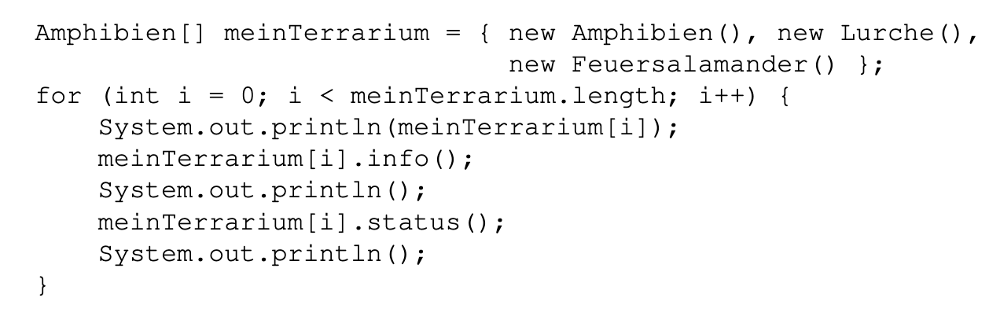 Amphibien[] meinTerrarium = { new Amphibien(), new Lurche(),
                              new Feuersalamander() };
for (int i = 0; i < meinTerrarium.length; i++) {
    System.out.println(meinTerrarium[i]);
    meinTerrarium[i].info();
    System.out.println();
    meinTerrarium[i].status();
    System.out.println();
}